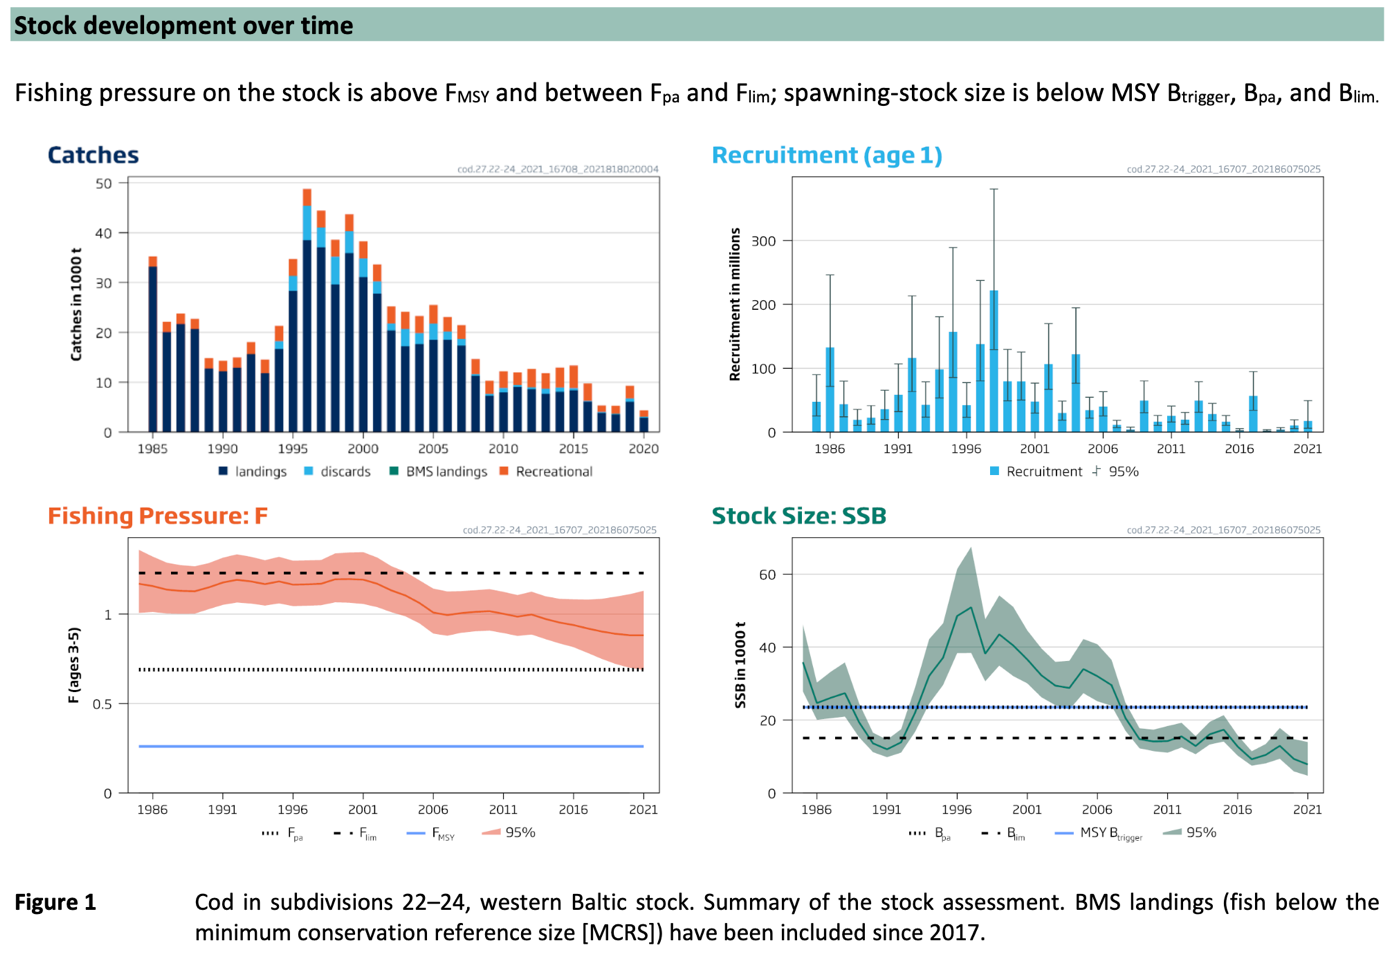 Stock development over time
Fishing pressure on the stock is above FMSY and between Fpa and Flim; spawning-stock size is below MSY Btrigger, Bpa, and Blim.
Catches
cod.27.22-24_2021_16708_2021818020004
Catches in 1000 t
50
40
30
20
10
0
1985 1990 1995 2000 2005 2010 2015 2020
landings discards BMS landings Recreational
Recruitment (age 1)
cod.27.22-24_2021_16707_202186075025
Recruitment in millions
300
200
100
0
1986 1991 1996 2001 2006 2011 2016 2021
Recruitment 95%
Fishing Pressure: F
cod.27.22-24_2021_16707_202186075025
F (ages 3-5)
1
0.5
0
1986 1991 1996 2001 2006 2011 2016 2021
Fpa Flim FMSY 95%
Stock Size: SSB
cod.27.22-24_2021_16707_202186075025
SSB in 1000 t
60
40
20
0
1986 1991 1996 2001 2006 2011 2016 2021
Bpa Blim MSY Btrigger 95%
Figure 1 Cod in subdivisions 22–24, western Baltic stock. Summary of the stock assessment. BMS landings (fish below the
minimum conservation reference size [MCRS]) have been included since 2017.